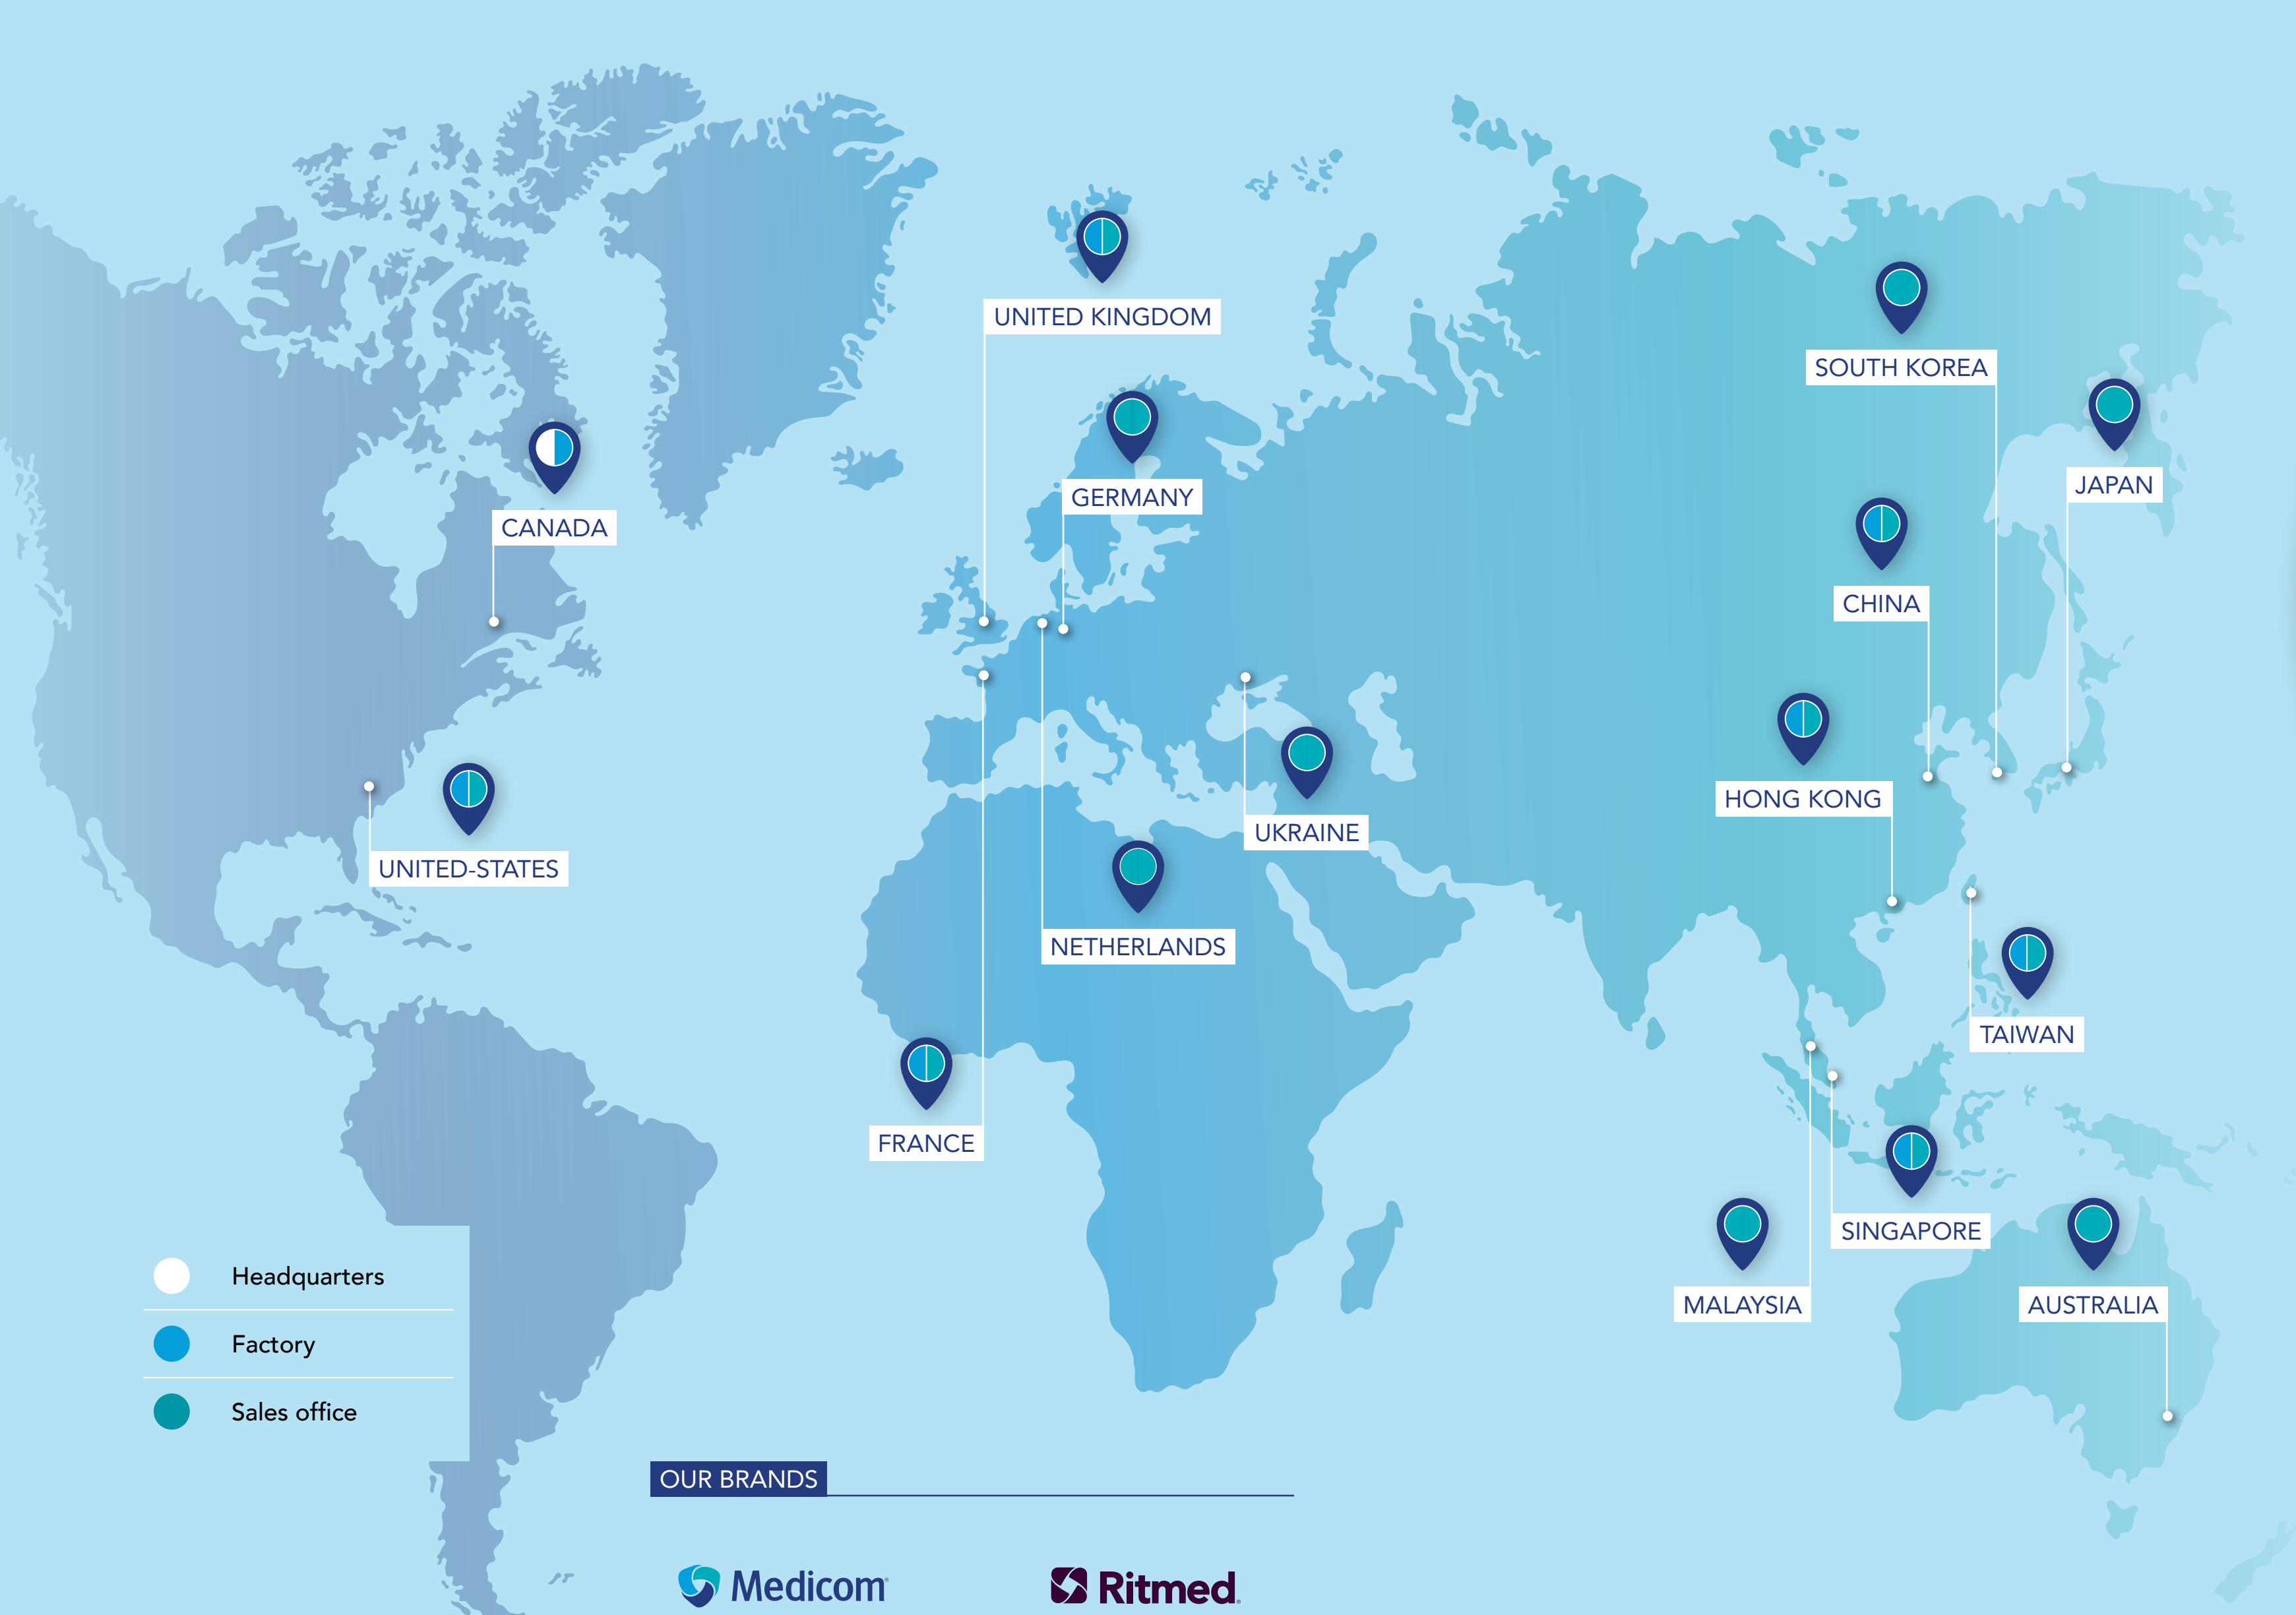 UNITED KINGDOM
SOUTH KOREA
JAPAN
GERMANY
CANADA
CHINA
HONG KONG
UKRAINE
UNITED-STATES
NETHERLANDS
TAIWAN
FRANCE
SINGAPORE
MALAYSIA
AUSTRALIA
Headquarters
Factory
Sales office
OUR BRANDS
Medicom®
Ritmed®